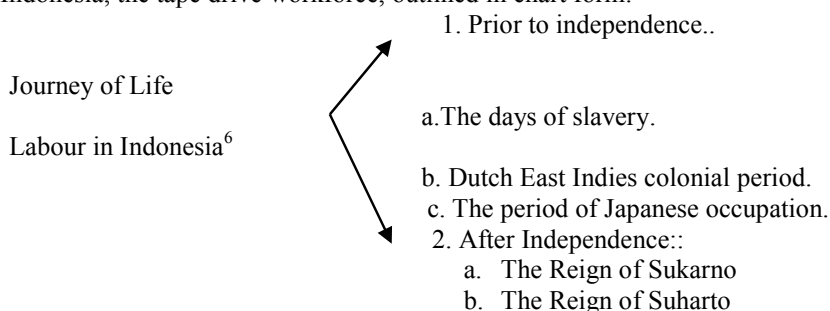 Indonesia, the tape drive workforce, outlined in chart form:
1. Prior to independence..
Journey of Life
a.The days of slavery.
Labour in Indonesia6
b. Dutch East Indies colonial period.
c. The period of Japanese occupation.
2. After Independence::
a. The Reign of Sukarno
b. The Reign of Suharto